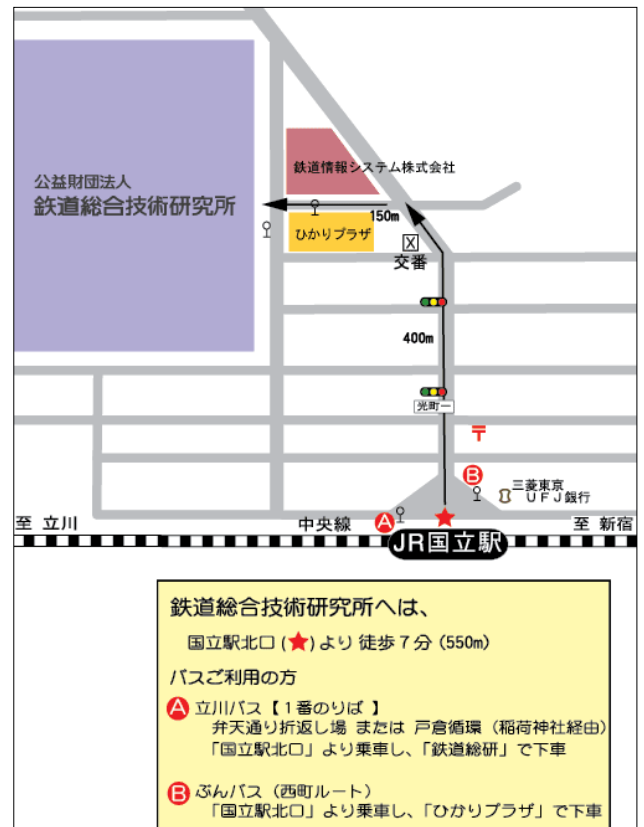 公益財団法人
鉄道総合技術研究所
鉄道情報システム株式会社
150m
ひかりプラザ
X
交番
400m
光町一
〒
B
三菱東京
UFJ銀行
至 立川
中央線
A
至 新宿
JR国立駅
鉄道総合技術研究所へは、
国立駅北口 (★) より 徒歩7分 (550m)
バスご利用の方
A 立川バス【1番のりば】
弁天通り折返し場 または 戸倉循環 (稲荷神社経由)
「国立駅北口」より乗車し、「鉄道総研」で下車
B ぶんバス (西町ルート)
「国立駅北口」より乗車し、「ひかりプラザ」で下車